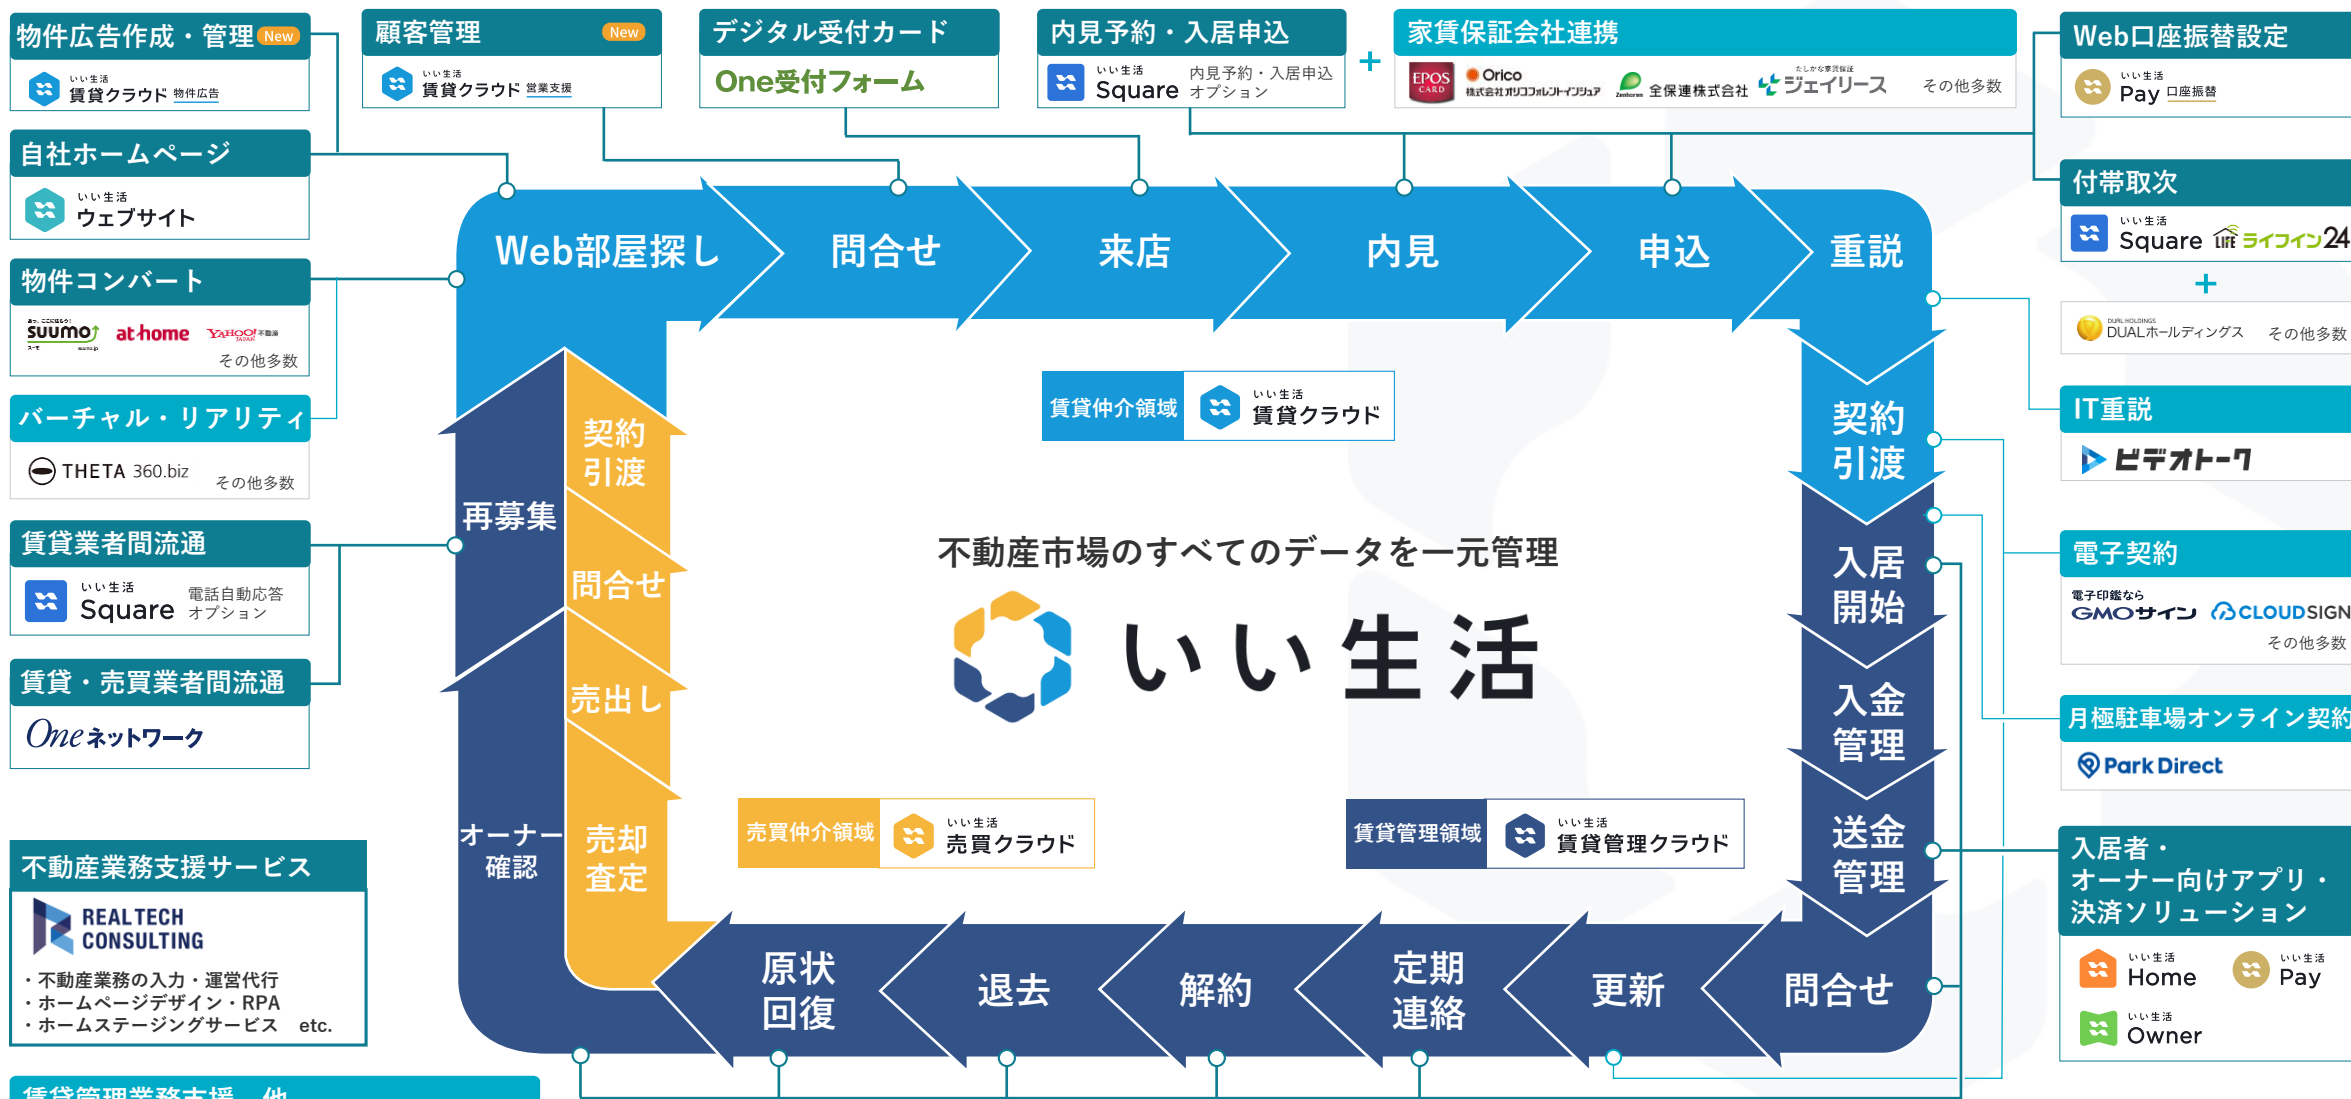 物件広告作成・管理 New
いい生活
賃貸クラウド 物件広告
顧客管理 New
いい生活
賃貸クラウド 営業支援
デジタル受付カード
One受付フォーム
内見予約・入居申込
いい生活
Square
内見予約・入居申込
オプション
+
家賃保証会社連携
EPOS
CARD
Orico
株式会社オリコフォレントインシュア
Zenhoren
全保連株式会社
たしかな家賃保証
ジェイリース
その他多数
Web口座振替設定
いい生活
Pay 口座振替
自社ホームページ
いい生活
ウェブサイト
付帯取次
いい生活
Square
LIFE ライフイン24
+
DUAL HOLDINGS
DUALホールディングス
その他多数
物件コンバート
SUUMO
スーモ suumo.jp
at home
YAHOO!不動産
JAPAN
その他多数
バーチャル・リアリティ
THETA 360.biz
その他多数
賃貸業者間流通
いい生活
Square
電話自動応答
オプション
賃貸・売買業者間流通
Oneネットワーク
不動産業務支援サービス
REALTECH
CONSULTING
・不動産業務の入力・運営代行
・ホームページデザイン・RPA
・ホームステージングサービス etc.
賃貸管理業務支援 他
Web部屋探し
問合せ
来店
内見
申込
重説
契約
引渡
入居
開始
入金
管理
送金
管理
問合せ
更新
定期
連絡
解約
退去
原状
回復
オーナー
確認
再募集
売却
査定
売出し
問合せ
契約
引渡
賃貸仲介領域
いい生活
賃貸クラウド
不動産市場のすべてのデータを一元管理
いい生活
売買仲介領域
いい生活
売買クラウド
賃貸管理領域
いい生活
賃貸管理クラウド
IT重説
ビデオトーク
電子契約
電子印鑑なら
GMOサイン
CLOUDSIGN
その他多数
月極駐車場オンライン契約
Park Direct
入居者・
オーナー向けアプリ・
決済ソリューション
いい生活
Home
いい生活
Pay
いい生活
Owner